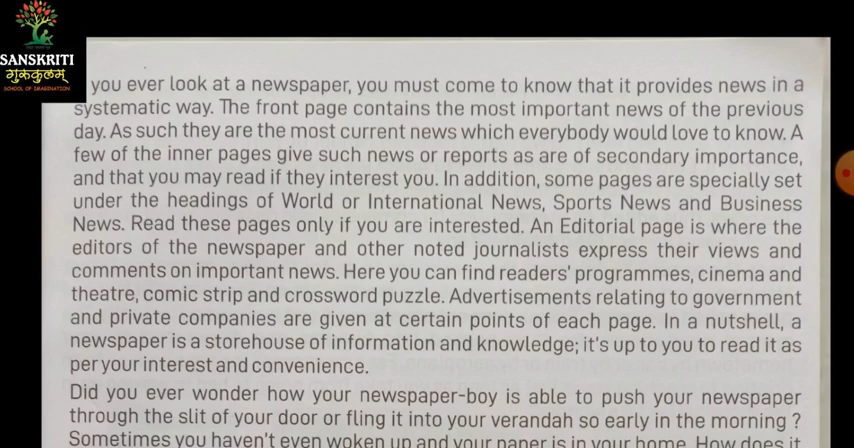 SANSKRITI
गुरुकुलम्
SCHOOL OF IMAGINATION
you ever look at a newspaper, you must come to know that it provides news in a
systematic way. The front page contains the most important news of the previous
day. As such they are the most current news which everybody would love to know. A
few of the inner pages give such news or reports as are of secondary importance,
and that you may read if they interest you. In addition, some pages are specially set
under the headings of World or International News, Sports News and Business
News. Read these pages only if you are interested. An Editorial page is where the
editors of the newspaper and other noted journalists express their views and
comments on important news. Here you can find readers' programmes, cinema and
theatre, comic strip and crossword puzzle. Advertisements relating to government
and private companies are given at certain points of each page. In a nutshell, a
newspaper is a storehouse of information and knowledge; it's up to you to read it as
per your interest and convenience.
Did you ever wonder how your newspaper-boy is able to push your newspaper
through the slit of your door or fling it into your verandah so early in the morning ?
Sometimes you haven't even woken up and your paper is in your home. How does it